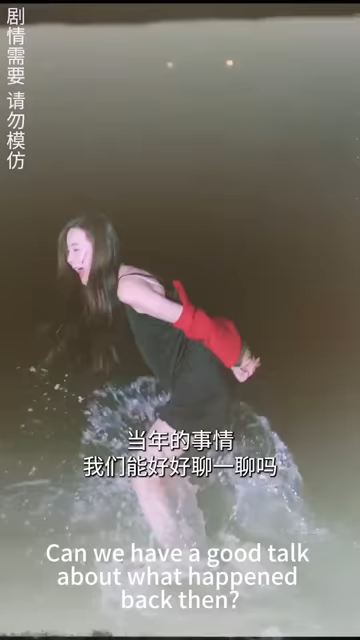 剧情需要 请勿模仿
当年的事情
我们能好好聊一聊吗
Can we have a good talk
about what happened
back then?